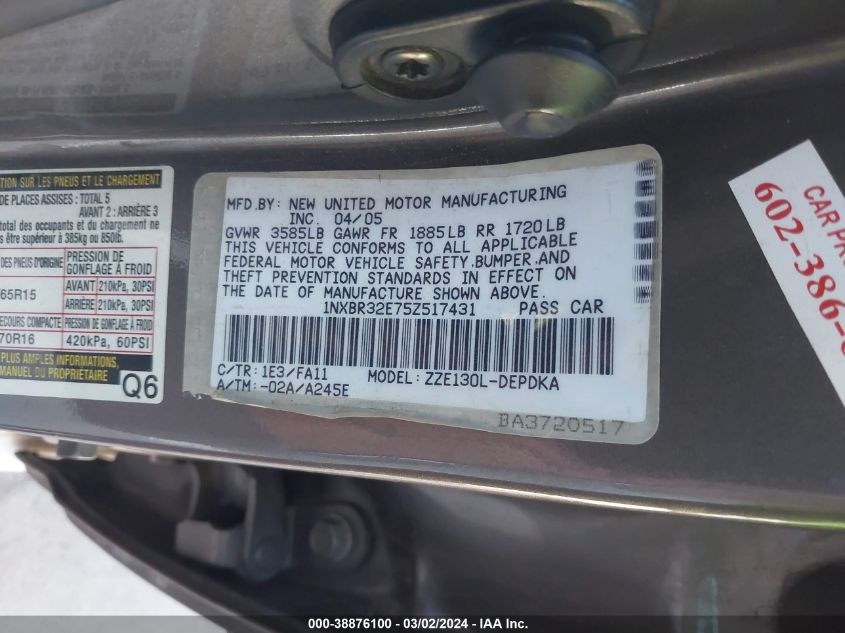 ATION SUR LES PNEUS ET LE CHARGEMENT
DE PLACES ASSISES : TOTAL 5
AVANT 2 : ARRIÈRE 3
total des occupants et du chargement ne
être supérieur à 385kg ou 850lb.
DES PNEUS D'ORIGINE PRESSION DE GONFLAGE À FROID
65R15 AVANT 210kPa, 30PSI
ARRIÈRE 210kPa, 30PSI
SECOURS COMPACTE PRESSION DE GONFLAGE À FROID
70R16 420kPa, 60PSI
PLUS AMPLES INFORMATIONS,
MANUEL DU
PROPRIÉTAIRE
Q6
MFD.BY: NEW UNITED MOTOR MANUFACTURING
INC. 04/05
GVWR 3585LB GAWR FR 1885LB RR 1720LB
THIS VEHICLE CONFORMS TO ALL APPLICABLE
FEDERAL MOTOR VEHICLE SAFETY,BUMPER,AND
THEFT PREVENTION STANDARDS IN EFFECT ON
THE DATE OF MANUFACTURE SHOWN ABOVE.
1NXBR32E75Z517431 PASS CAR
C/TR: 1E3/FA11 MODEL: ZZE130L-DEPDKA
A/TM: -02A/A245E
BA3720517
CAR
602-386-
000-38876100 - 03/02/2024 - IAA Inc.